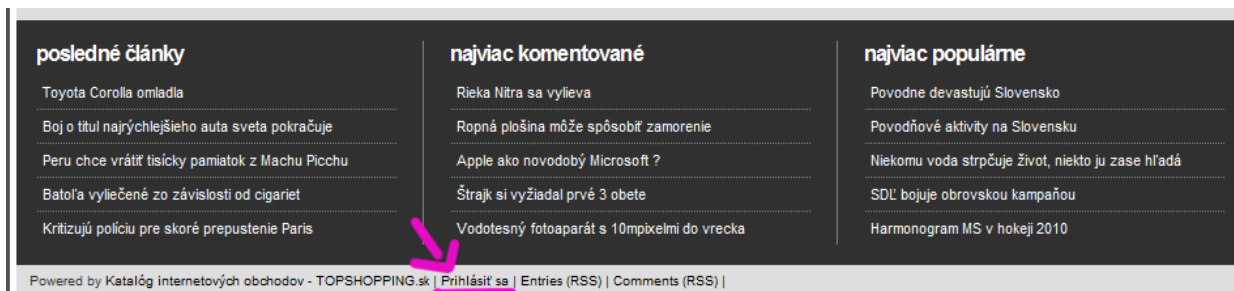 posledné články
Toyota Corolla omladla
Boj o titul najrýchlejšieho auta sveta pokračuje
Peru chce vrátiť tisícky pamiatok z Machu Picchu
Batoľa vyliečené zo závislosti od cigariet
Kritizujú políciu pre skoré prepustenie Paris
najviac komentované
Rieka Nitra sa vylieva
Ropná plošina môže spôsobiť zamorenie
Apple ako novodobý Microsoft ?
Štrajk si vyžiadal prvé 3 obete
Vodotesný fotoaparát s 10mpixelmi do vrecka
najviac populárne
Povodne devastujú Slovensko
Povodňové aktivity na Slovensku
Niekomu voda strpčuje život, niekto ju zase hľadá
SDĽ bojuje obrovskou kampaňou
Harmonogram MS v hokeji 2010
Powered by Katalóg internetových obchodov - TOPSHOPPING.sk | Prihlásiť sa | Entries (RSS) | Comments (RSS) |